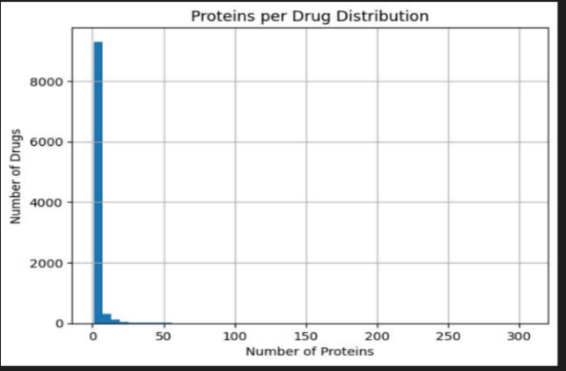 Proteins per Drug Distribution
Number of Drugs
8000
6000
4000
2000
0
0 50 100 150 200 250 300
Number of Proteins